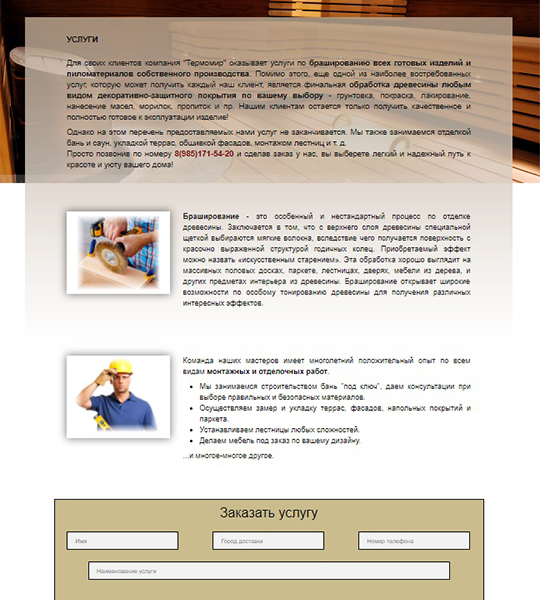 УСЛУГИ
Для своих клиентов компания "Термомир" оказывает услуги по брашированию всех готовых изделий и
пиломатериалов собственного производства. Помимо этого, еще одной из наиболее востребованных
услуг, которую может получить каждый наш клиент, является финальная обработка древесины любым
видом декоративно-защитного покрытия по вашему выбору - грунтовка, покраска, лакирование,
нанесение масел, морилок, пропиток и пр. Нашим клиентам остается только получить качественное и
полностью готовое к эксплуатации изделие!
Однако на этом перечень предоставляемых нами услуг не заканчивается. Мы также занимаемся отделкой
бань и саун, укладкой террас, обшивкой фасадов, монтажом лестниц и т. д.
Просто позвонив по номеру 8(985)171-54-20 и сделав заказ у нас, вы выберете легкий и надежный путь к
красоте и уюту вашего дома!
Браширование - это особенный и нестандартный процесс по отделке
древесины. Заключается в том, что с верхнего слоя древесины специальной
щеткой выбираются мягкие волокна, вследствие чего получается поверхность с
красочно выраженной структурой годичных колец. Приобретаемый эффект
можно назвать «искусственным старением». Эта обработка хорошо выглядит на
массивных половых досках, паркете, лестницах, дверях, мебели из дерева, и
других предметах интерьера из древесины. Браширование открывает широкие
возможности по особому тонированию древесины для получения различных
интересных эффектов.
Команда наших мастеров имеет многолетний положительный опыт по всем
видам монтажных и отделочных работ.
• Мы занимаемся строительством бань "под ключ", даем консультации при
выборе правильных и безопасных материалов.
• Осуществляем замер и укладку террас, фасадов, напольных покрытий и
паркета.
• Устанавливаем лестницы любых сложностей.
• Делаем мебель под заказ по вашему дизайну.
...и многое-многое другое.
Заказать услугу
Имя Город доставки Номер телефона
Наименование услуги